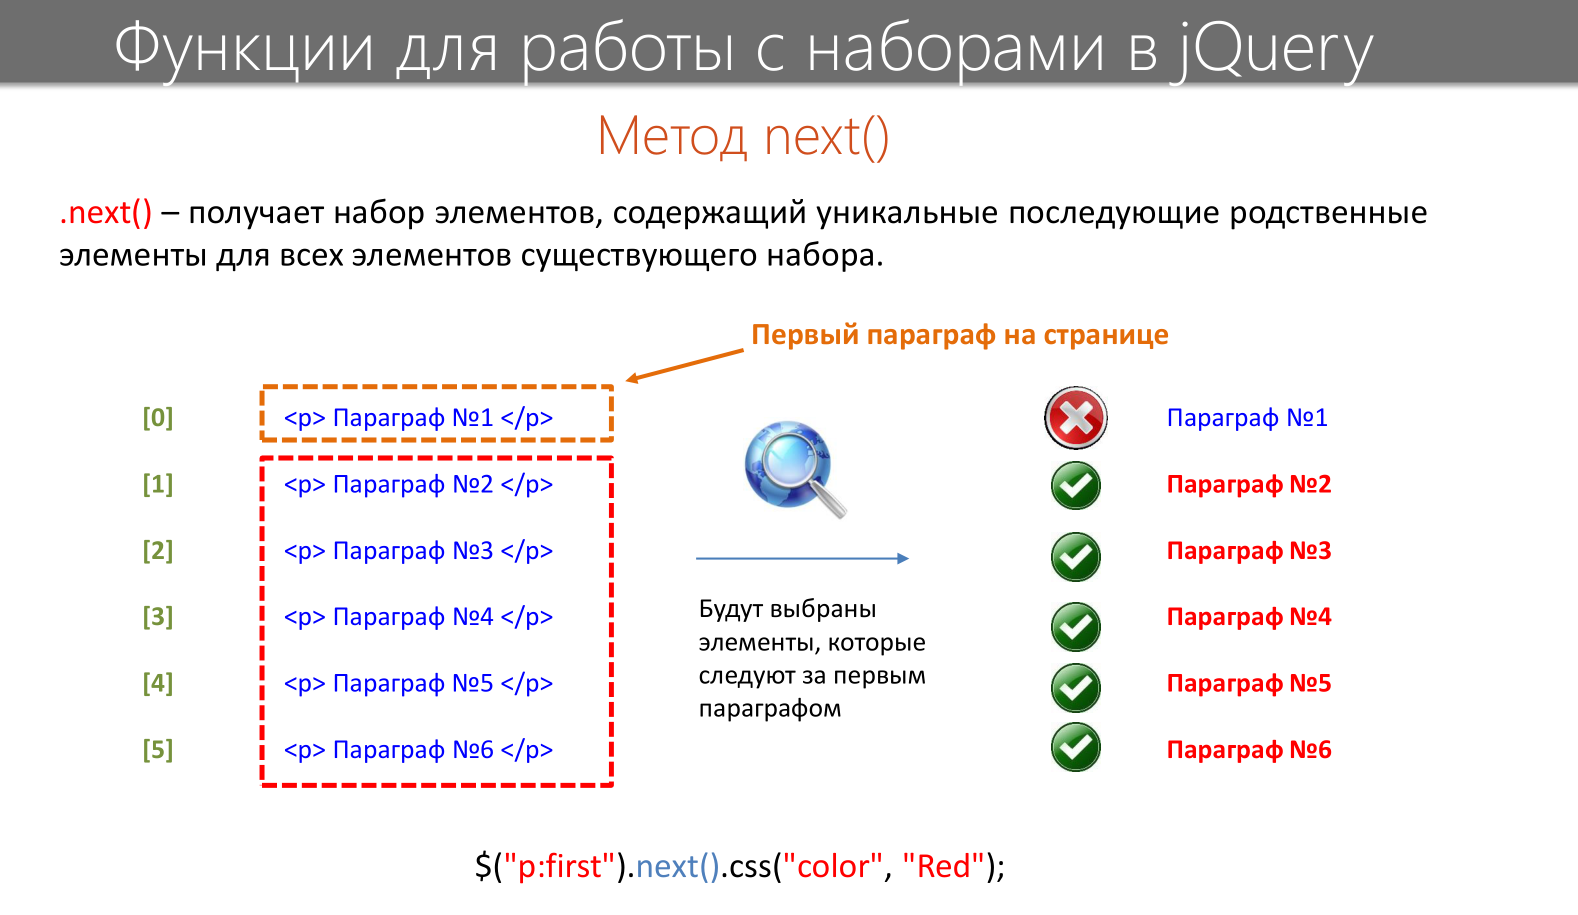 Функции для работы с наборами в jQuery
Метод next()
.next() – получает набор элементов, содержащий уникальные последующие родственные
элементы для всех элементов существующего набора.
Первый параграф на странице
[0] <p> Параграф №1 </p> Параграф №1
[1] <p> Параграф №2 </p> Параграф №2
[2] <p> Параграф №3 </p> Параграф №3
[3] <p> Параграф №4 </p> Параграф №4
[4] <p> Параграф №5 </p> Параграф №5
[5] <p> Параграф №6 </p> Параграф №6
Будут выбраны
элементы, которые
следуют за первым
параграфом
$("p:first").next().css("color", "Red");